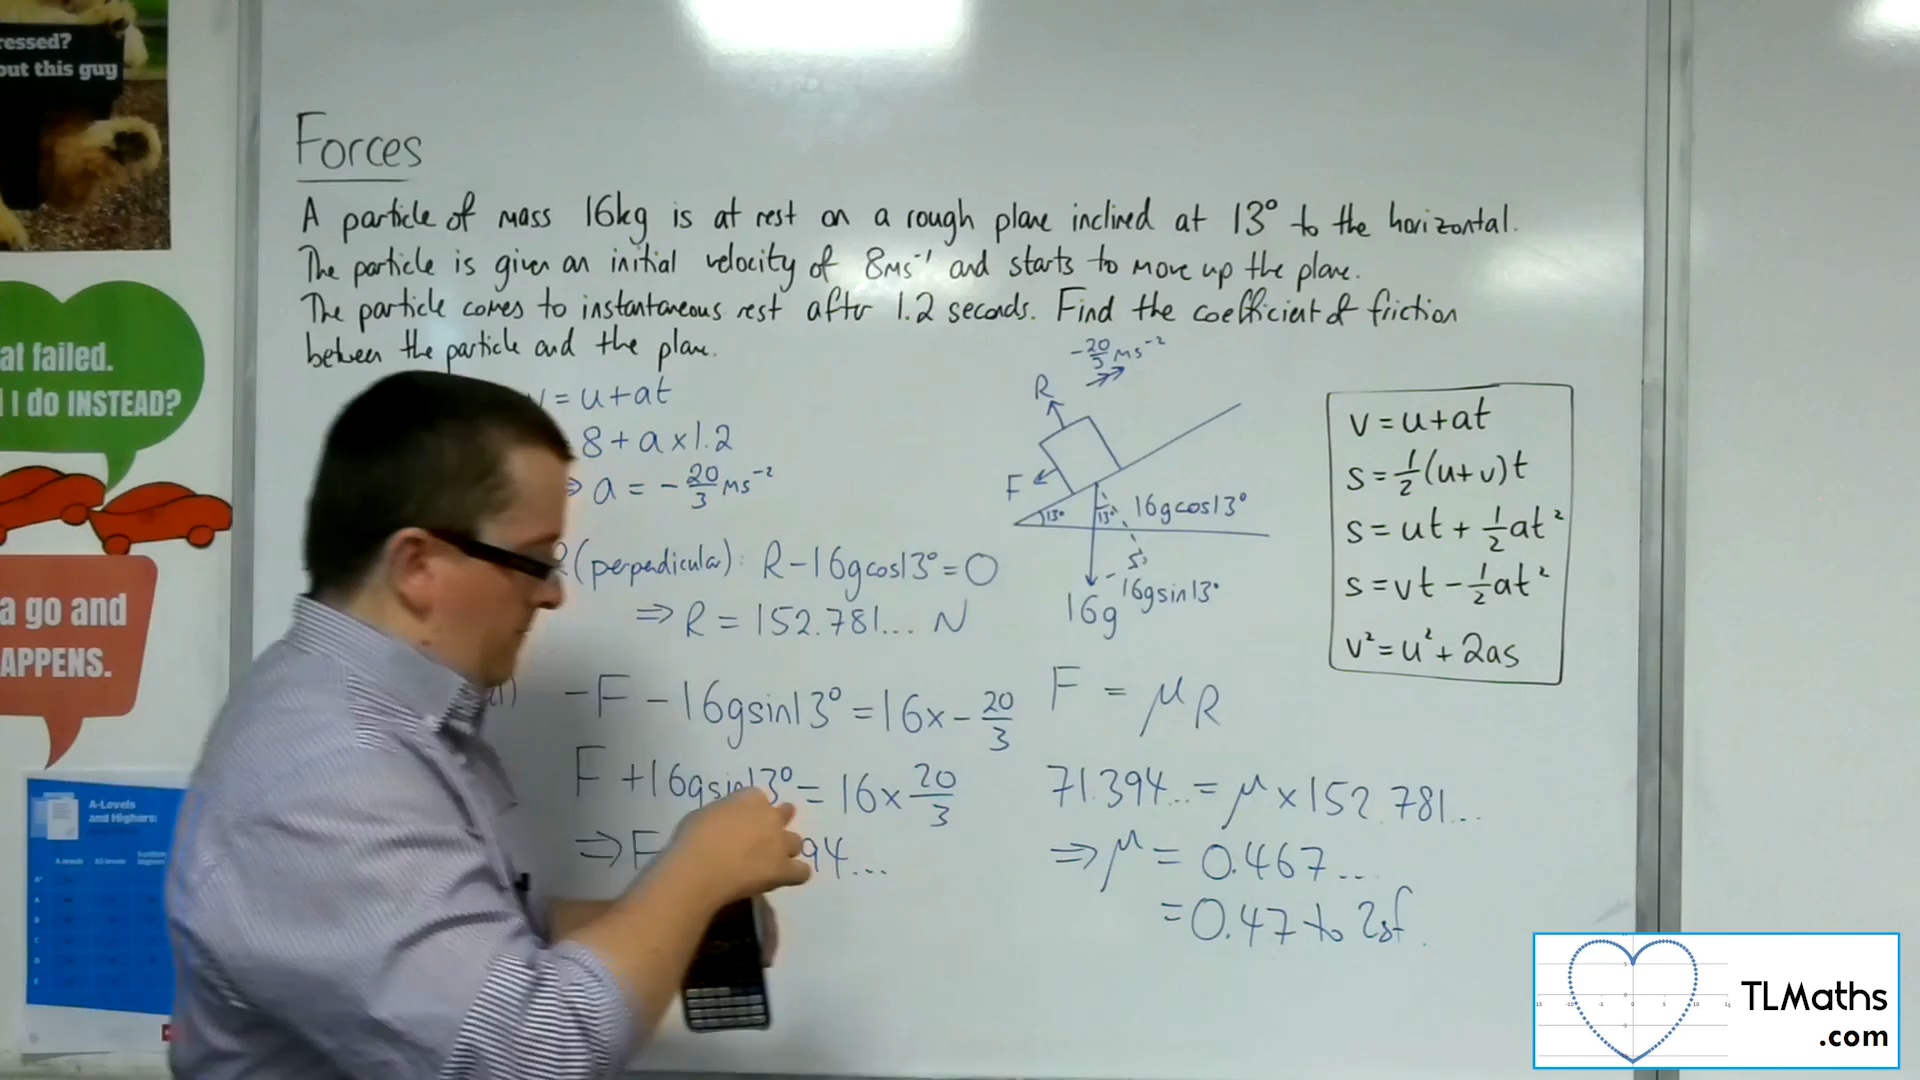 ressed?
out this guy
Forces
A particle of mass 16kg is at rest on a rough plane inclined at 13° to the horizontal.
The particle is given an initial velocity of 8ms⁻¹ and starts to move up the plane.
The particle comes to instantaneous rest after 1.2 seconds. Find the coefficient of friction
between the particle and the plane.
at failed.
I do INSTEAD?
a go and
APPENS.
A-Levels
and Highers:
v = u+at
8 + a × 1.2
⇒ a = -20/3 ms⁻²
R(perpendicular): R - 16gcos13° = 0
⇒ R = 152.781... N
-F - 16gsin13° = 16x - 20/3
F + 16gsin13° = 16 × 20/3
⇒ F 94...
-20/3 ms⁻²
R
F
13°
13°
16gcos13°
16gsin13°
16g
F = μR
71.394... = μ × 152.781...
⇒ μ = 0.467...
= 0.47 to 2sf.
v = u+at
s = ½(u+v)t
s = ut + ½at²
s = vt - ½at²
v² = u² + 2as
TLMaths
.com